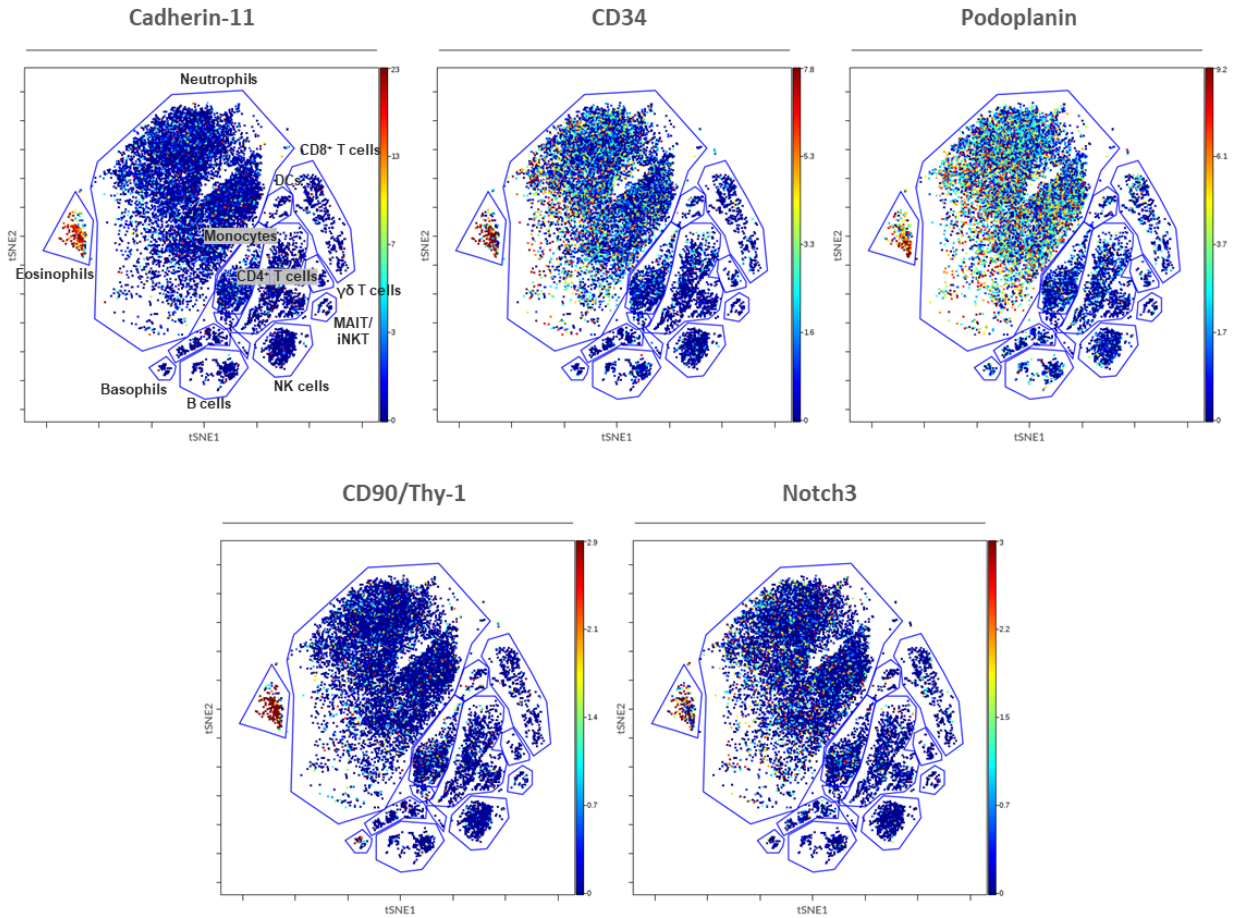 Cadherin-11
CD34
Podoplanin
Neutrophils
CD8⁺ T cells
DCs
Monocytes
CD4⁺ T cells
Eosinophils
γδ T cells
MAIT/
iNKT
Basophils
B cells
NK cells
tSNE2
tSNE1
23
13
7
3
0
tSNE2
tSNE1
7.8
5.3
3.3
1.6
0
tSNE2
tSNE1
9.2
6.1
3.7
1.7
0
CD90/Thy-1
Notch3
tSNE2
tSNE1
2.9
2.1
1.4
0.7
0
tSNE2
tSNE1
3
2.2
1.5
0.7
0